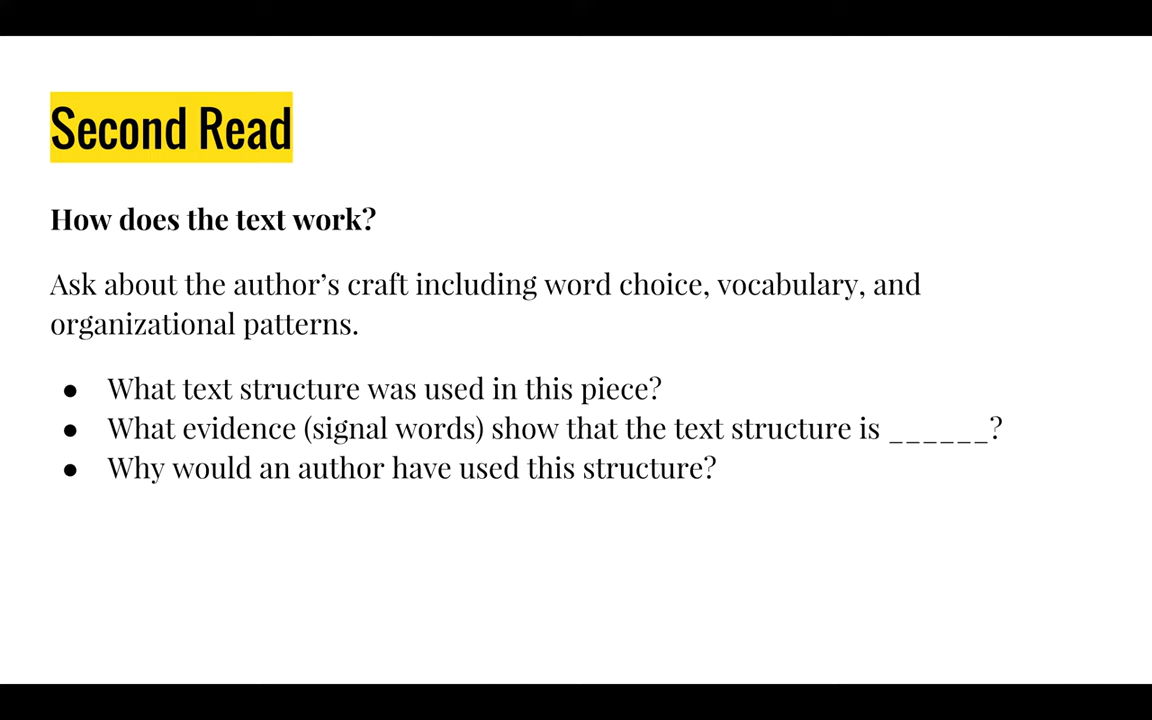 Second Read
How does the text work?
Ask about the author’s craft including word choice, vocabulary, and
organizational patterns.
● What text structure was used in this piece?
● What evidence (signal words) show that the text structure is ______?
● Why would an author have used this structure?